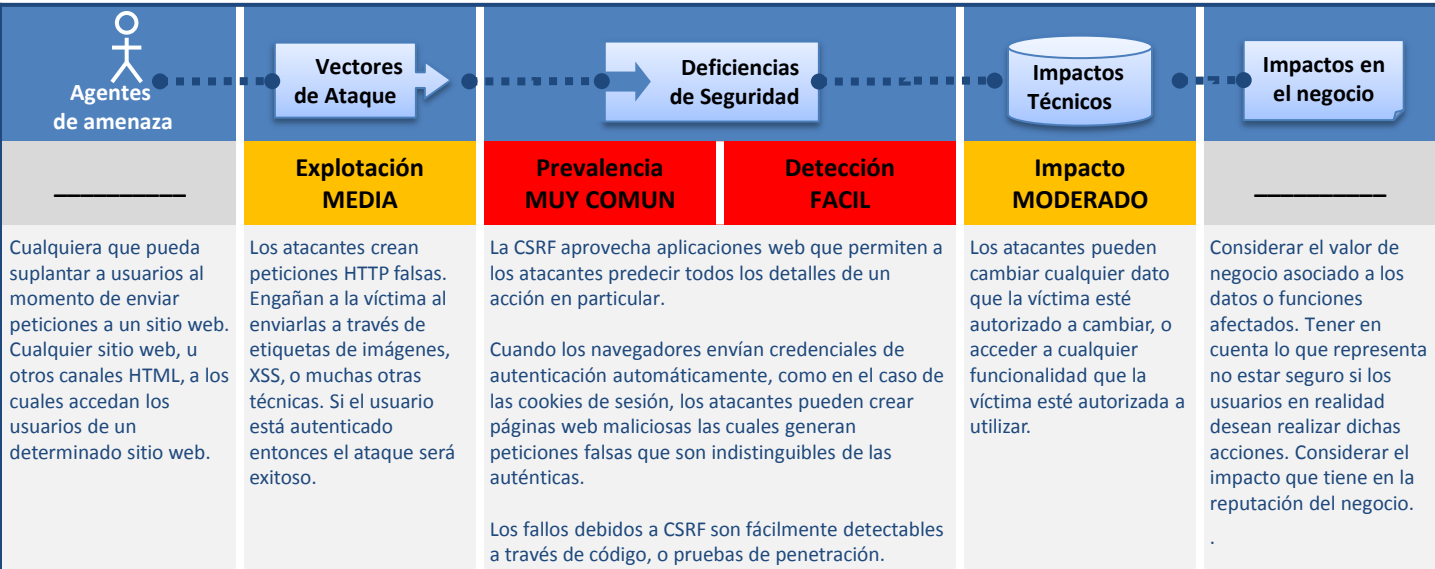 Agentes
de amenaza
Vectores
de Ataque
Deficiencias
de Seguridad
Impactos
Técnicos
Impactos en
el negocio
__________
Explotación
MEDIA
Prevalencia
MUY COMUN
Detección
FACIL
Impacto
MODERADO
__________
Cualquiera que pueda
suplantar a usuarios al
momento de enviar
peticiones a un sitio web.
Cualquier sitio web, u
otros canales HTML, a los
cuales accedan los
usuarios de un
determinado sitio web.
Los atacantes crean
peticiones HTTP falsas.
Engañan a la víctima al
enviarlas a través de
etiquetas de imágenes,
XSS, o muchas otras
técnicas. Si el usuario
está autenticado
entonces el ataque será
exitoso.
La CSRF aprovecha aplicaciones web que permiten a
los atacantes predecir todos los detalles de un
acción en particular.
Cuando los navegadores envían credenciales de
autenticación automáticamente, como en el caso de
las cookies de sesión, los atacantes pueden crear
páginas web maliciosas las cuales generan
peticiones falsas que son indistinguibles de las
auténticas.
Los fallos debidos a CSRF son fácilmente detectables
a través de código, o pruebas de penetración.
Los atacantes pueden
cambiar cualquier dato
que la víctima esté
autorizado a cambiar, o
acceder a cualquier
funcionalidad que la
víctima esté autorizada a
utilizar.
Considerar el valor de
negocio asociado a los
datos o funciones
afectados. Tener en
cuenta lo que representa
no estar seguro si los
usuarios en realidad
desean realizar dichas
acciones. Considerar el
impacto que tiene en la
reputación del negocio.
.